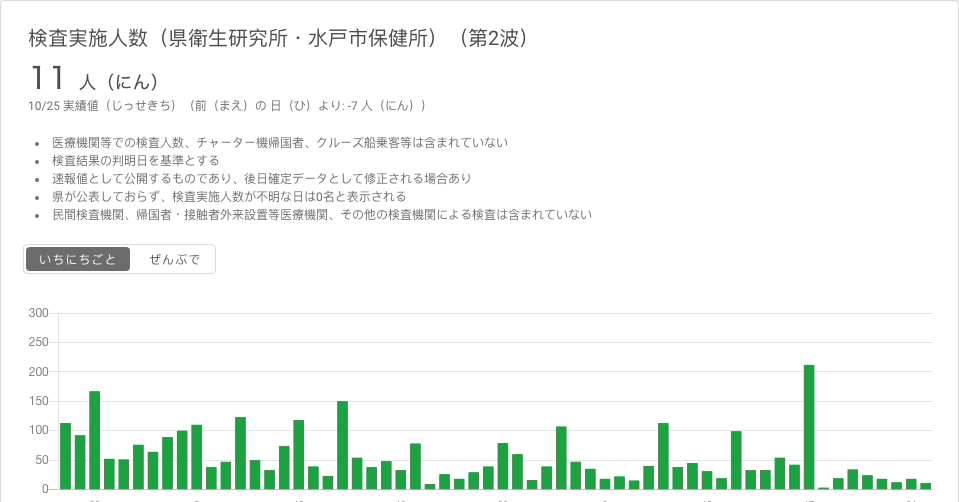 検査実施人数（県衛生研究所・水戸市保健所）（第2波）
11 人（にん）
10/25 実績値（じっせきち）（前（まえ）の 日（ひ）より: -7 人（にん））
医療機関等での検査人数、チャーター機帰国者、クルーズ船乗客等は含まれていない
検査結果の判明日を基準とする
速報値として公開するものであり、後日確定データとして修正される場合あり
県が公表しておらず、検査実施人数が不明な日は0名と表示される
民間検査機関、帰国者・接触者外来設置等医療機関、その他の検査機関による検査は含まれていない
いちにちごと ぜんぶで
300
250
200
150
100
50
0